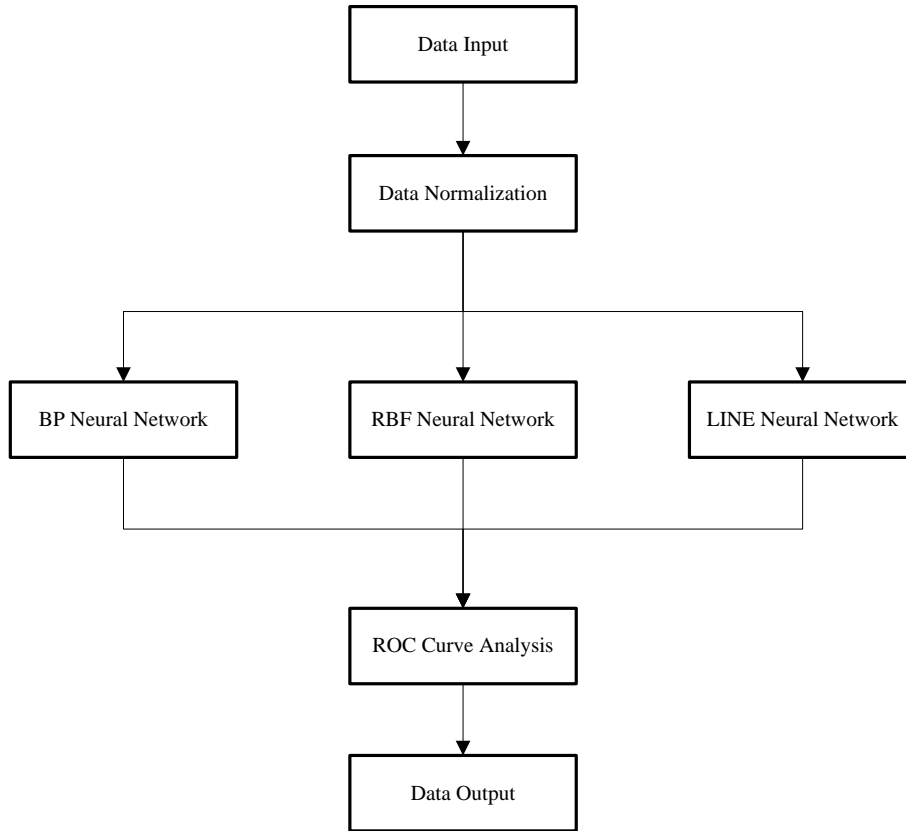 Data Input
Data Normalization
BP Neural Network
RBF Neural Network
LINE Neural Network
ROC Curve Analysis
Data Output